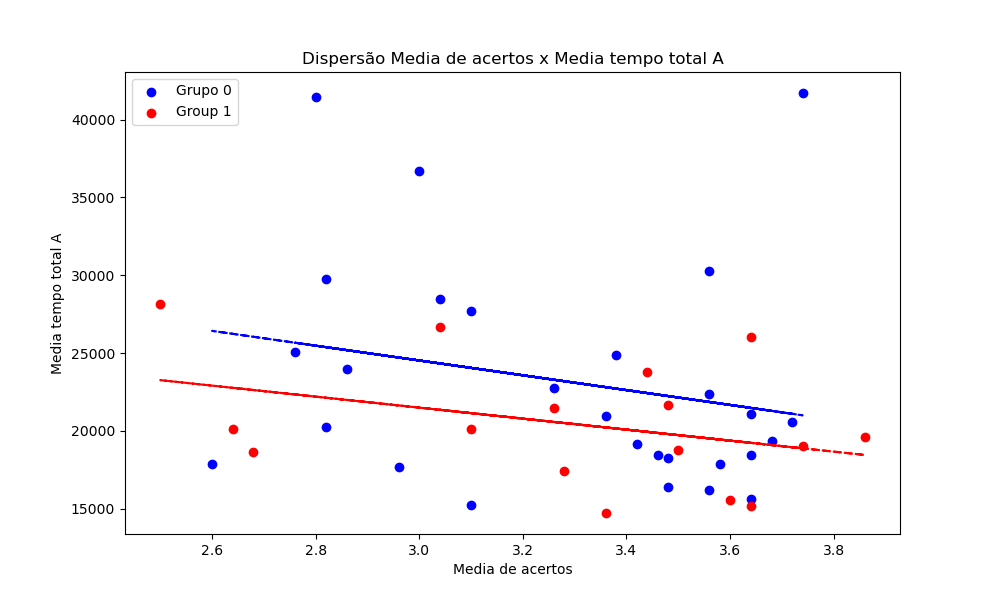 Dispersão Media de acertos x Media tempo total A
Grupo 0
Group 1
Media tempo total A
40000
35000
30000
25000
20000
15000
2.6 2.8 3.0 3.2 3.4 3.6 3.8
Media de acertos